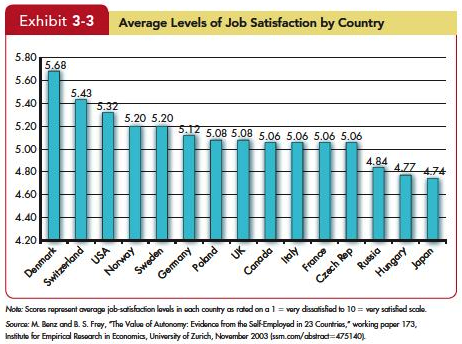 Exhibit 3-3 Average Levels of Job Satisfaction by Country
5.80
5.60
5.40
5.20
5.00
4.80
4.60
4.40
4.20
5.68
5.43
5.32
5.20 5.20
5.12
5.08 5.08
5.06 5.06 5.06 5.06
4.84
4.77
4.74
Denmark
Switzerland
USA
Norway
Sweden
Germany
Poland
UK
Canada
Italy
France
Czech Rep
Russia
Hungary
Japan
Note: Scores represent average job-satisfaction levels in each country as rated on a 1 = very dissatisfied to 10 = very satisfied scale.
Source: M. Benz and B. S. Frey, "The Value of Autonomy: Evidence from the Self-Employed in 23 Countries," working paper 173,
Institute for Empirical Research in Economics, University of Zurich, November 2003 (ssrn.com/abstract=475140).